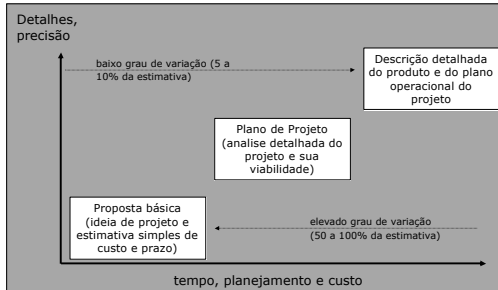 Detalhes,
precisão
baixo grau de variação (5 a
10% da estimativa)
Descrição detalhada
do produto e do plano
operacional do
projeto
Plano de Projeto
(analise detalhada do
projeto e sua
viabilidade)
Proposta básica
(ideia de projeto e
estimativa simples de
custo e prazo)
elevado grau de variação
(50 a 100% da estimativa)
tempo, planejamento e custo